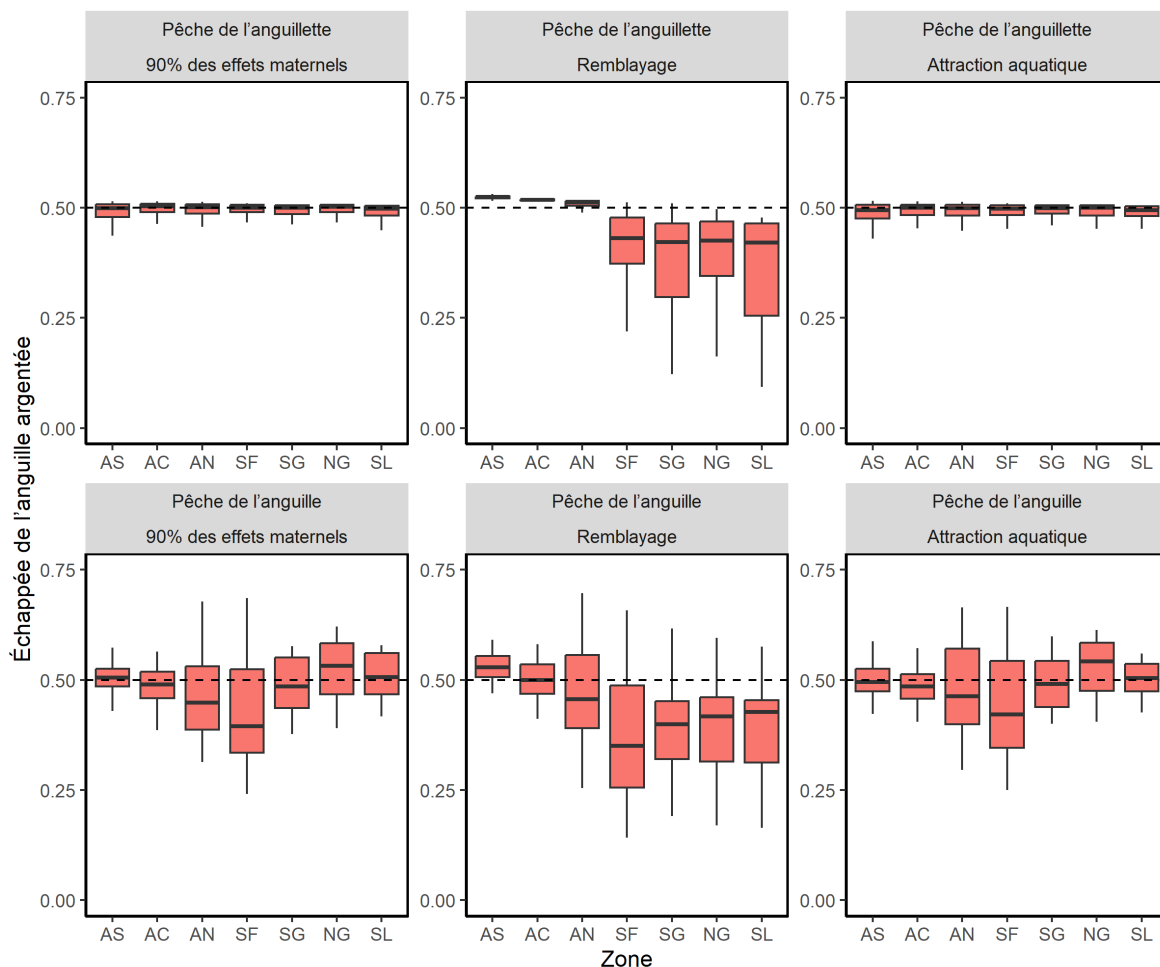 Pêche de l’anguillette
90% des effets maternels
Pêche de l’anguillette
Remblayage
Pêche de l’anguillette
Attraction aquatique
0.75
0.50
0.25
0.00
0.75
0.50
0.25
0.00
0.75
0.50
0.25
0.00
AS AC AN SF SG NG SL
AS AC AN SF SG NG SL
AS AC AN SF SG NG SL
Échappée de l’anguille argentée
Pêche de l’anguille
90% des effets maternels
Pêche de l’anguille
Remblayage
Pêche de l’anguille
Attraction aquatique
0.75
0.50
0.25
0.00
0.75
0.50
0.25
0.00
0.75
0.50
0.25
0.00
AS AC AN SF SG NG SL
AS AC AN SF SG NG SL
AS AC AN SF SG NG SL
Zone